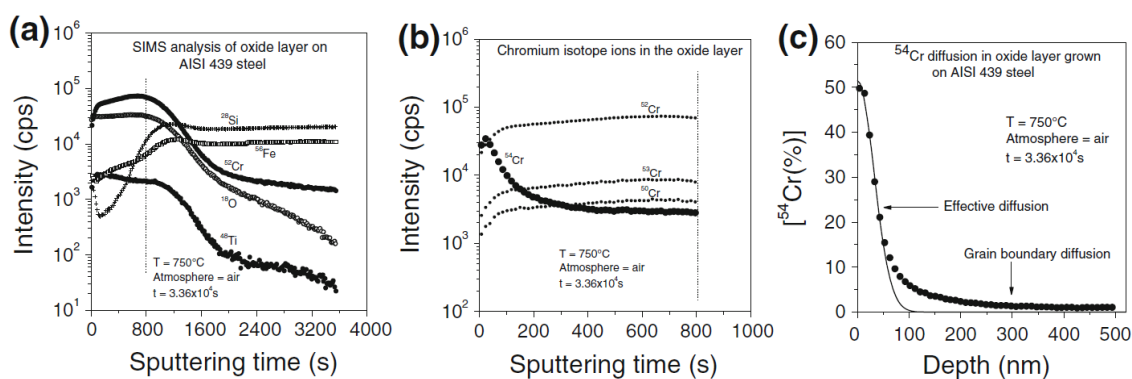 (a)
SIMS analysis of oxide layer on
AISI 439 steel
10⁶
10⁵
10⁴
10³
10²
10¹
Intensity (cps)
²⁸Si
⁵⁶Fe
⁵²Cr
¹⁸O
⁴⁸Ti
T = 750°C
Atmosphere = air
t = 3.36x10⁴s
0 800 1600 2400 3200 4000
Sputtering time (s)
(b)
Chromium isotope ions in the oxide layer
10⁶
10⁵
10⁴
10³
10²
Intensity (cps)
⁵²Cr
⁵⁴Cr
⁵³Cr
⁵⁰Cr
T = 750°C
Atmosphere = air
t = 3.36x10⁴s
0 200 400 600 800 1000
Sputtering time (s)
(c)
⁵⁴Cr diffusion in oxide layer grown
on AISI 439 steel
60
50
40
30
20
10
0
[⁵⁴Cr(%)]
T = 750°C
Atmosphere = air
t = 3.36x10⁴s
Effective diffusion
Grain boundary diffusion
0 100 200 300 400 500
Depth (nm)